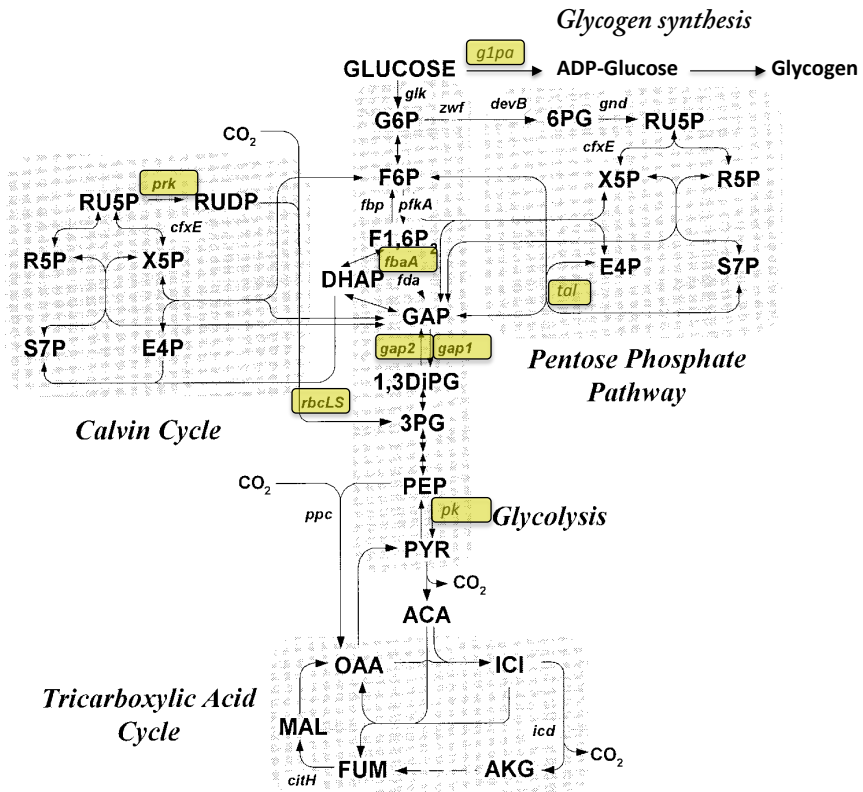 Glycogen synthesis
g1pa
GLUCOSE ADP-Glucose Glycogen
glk
zwf devB gnd
G6P 6PG RU5P
CO2
cfxE
prk
F6P X5P R5P
RU5P RUDP
fbp pfkA
cfxE
F1,6P2
R5P X5P
fbaA
E4P S7P
DHAP fda
tal
GAP
S7P E4P
gap2 gap1
Pentose Phosphate
Pathway
1,3DiPG
rbcLS
3PG
Calvin Cycle
CO2 PEP
ppc
pk Glycolysis
PYR
CO2
ACA
OAA ICI
Tricarboxylic Acid
Cycle
MAL
icd
CO2
FUM AKG
citH